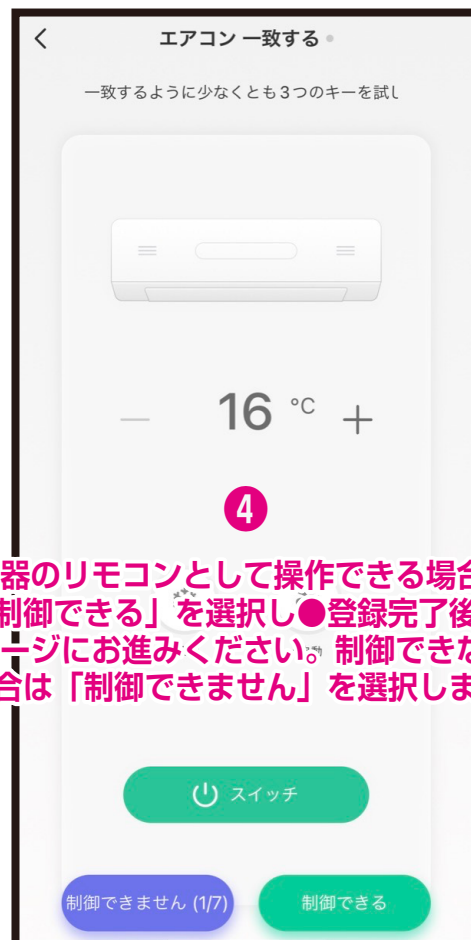 エアコン 一致する
一致するように少なくとも3つのキーを試し
16 °C
4
器のリモコンとして操作できる場合
制御できる」を選択し●登録完了後
ージにお進みください。制御できな
合は「制御できません」を選択しま
スイッチ
制御できません (1/7)
制御できる